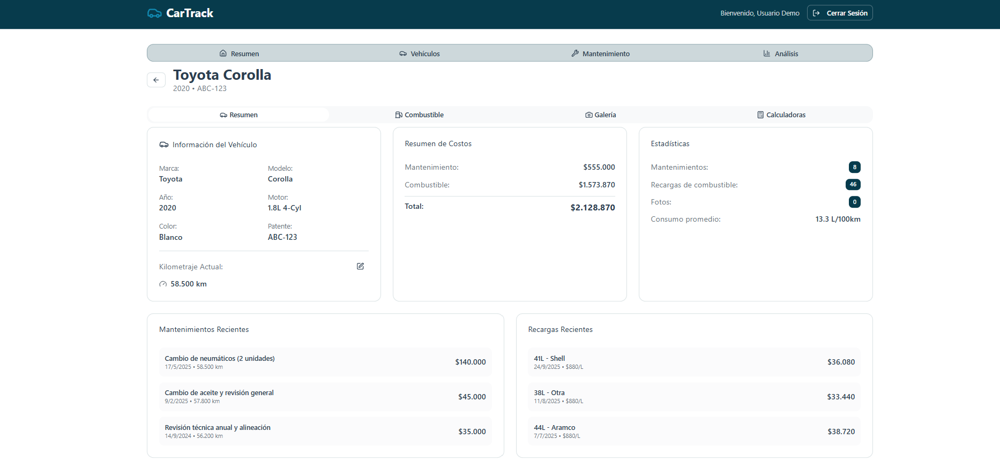 CarTrack
Bienvenido, Usuario Demo
Cerrar Sesión
Resumen
Vehículos
Mantenimiento
Análisis
Toyota Corolla
2020 • ABC-123
Resumen
Combustible
Galería
Calculadoras
Información del Vehículo
Marca:
Modelo:
Toyota
Corolla
Año:
Motor:
2020
1.8L 4-Cyl
Color:
Patente:
Blanco
ABC-123
Kilometraje Actual:
58.500 km
Resumen de Costos
Mantenimiento: $555.000
Combustible: $1.573.870
Total: $2.128.870
Estadísticas
Mantenimientos: 8
Recargas de combustible: 46
Fotos: 0
Consumo promedio: 13.3 L/100km
Mantenimientos Recientes
Cambio de neumáticos (2 unidades)
17/5/2025 • 58.500 km
$140.000
Cambio de aceite y revisión general
9/2/2025 • 57.800 km
$45.000
Revisión técnica anual y alineación
14/9/2024 • 56.200 km
$35.000
Recargas Recientes
41L - Shell
24/9/2025 • $880/L
$36.080
38L - Otra
11/8/2025 • $880/L
$33.440
44L - Aramco
7/7/2025 • $880/L
$38.720